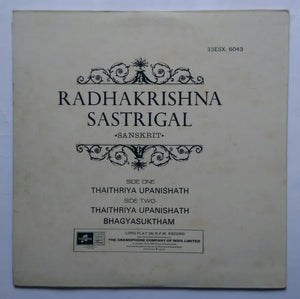 33ESX. 6043
RADHAKRISHNA
SASTRIGAL
•SANSKRIT•
SIDE ONE
THAITHRIYA UPANISHATH
SIDE TWO
THAITHRIYA UPANISHATH
BHAGYASUKTHAM
LONG PLAY 33⅓ R.P.M. RECORD
THE GRAMOPHONE COMPANY OF INDIA LIMITED